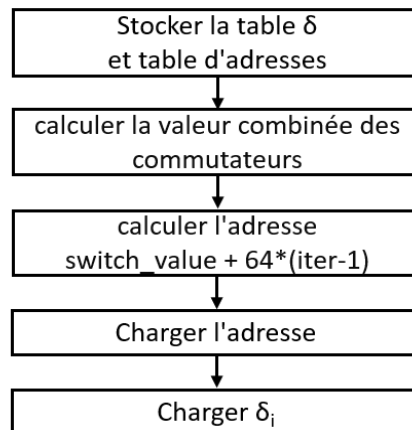 Stocker la table δ
et table d'adresses
calculer la valeur combinée des
commutateurs
calculer l'adresse
switch_value + 64*(iter-1)
Charger l'adresse
Charger δi